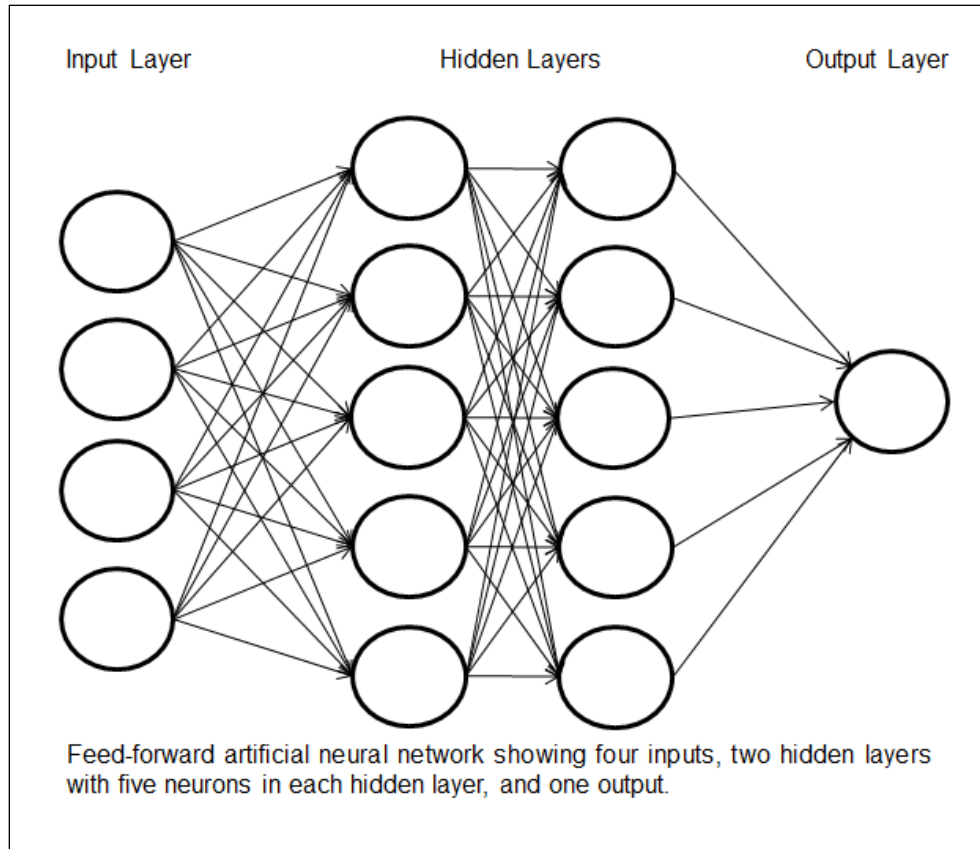 Input Layer
Hidden Layers
Output Layer
Feed-forward artificial neural network showing four inputs, two hidden layers
with five neurons in each hidden layer, and one output.